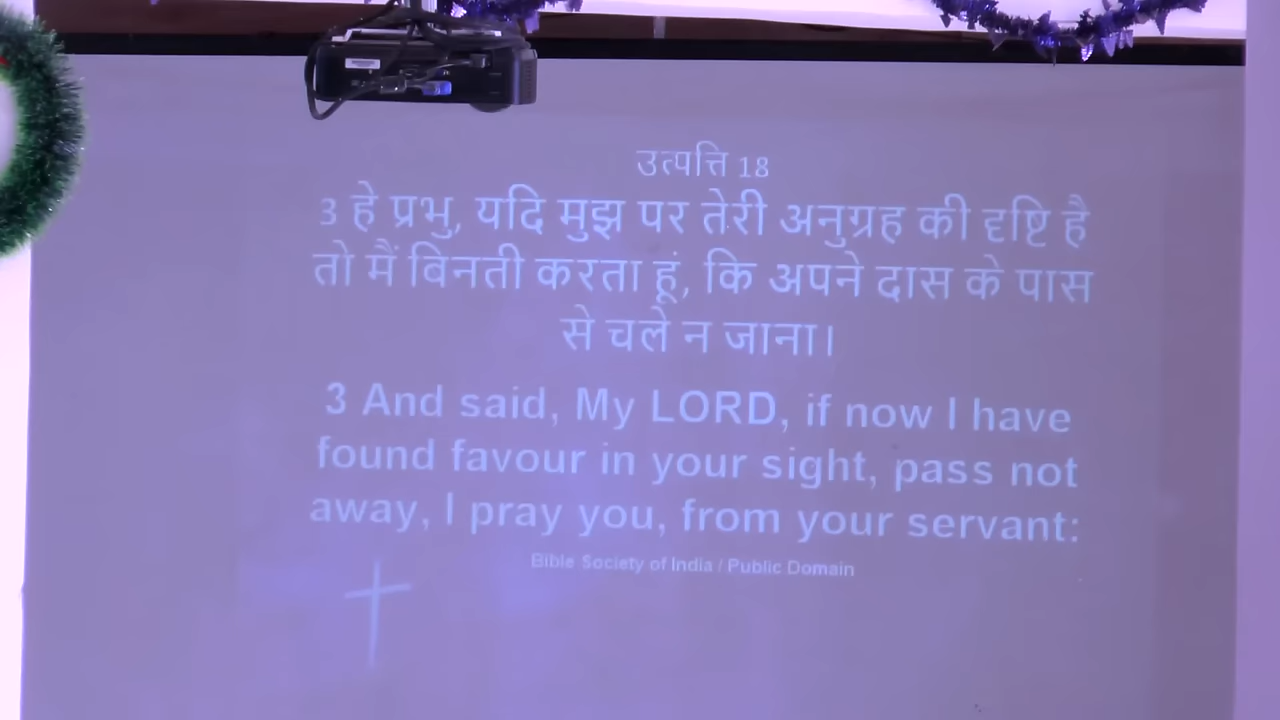 उत्पत्ति 18
3 हे प्रभु, यदि मुझ पर तेरी अनुग्रह की दृष्टि है
तो मैं विनती करता हूं, कि अपने दास के पास
से चले न जाना।
3 And said, My LORD, if now I have
found favour in your sight, pass not
away, I pray you, from your servant:
Bible Society of India / Public Domain